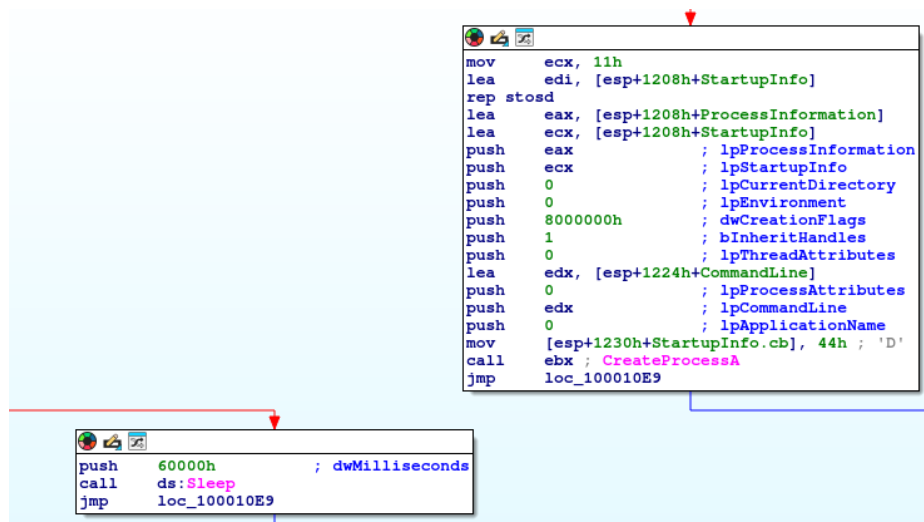 mov     ecx, 11h
lea     edi, [esp+1208h+StartupInfo]
rep stosd
lea     eax, [esp+1208h+ProcessInformation]
lea     ecx, [esp+1208h+StartupInfo]
push    eax             ; lpProcessInformation
push    ecx             ; lpStartupInfo
push    0               ; lpCurrentDirectory
push    0               ; lpEnvironment
push    8000000h        ; dwCreationFlags
push    1               ; bInheritHandles
push    0               ; lpThreadAttributes
lea     edx, [esp+1224h+CommandLine]
push    0               ; lpProcessAttributes
push    edx             ; lpCommandLine
push    0               ; lpApplicationName
mov     [esp+1230h+StartupInfo.cb], 44h ; 'D'
call    ebx ; CreateProcessA
jmp     loc_100010E9
push    60000h          ; dwMilliseconds
call    ds:Sleep
jmp     loc_100010E9